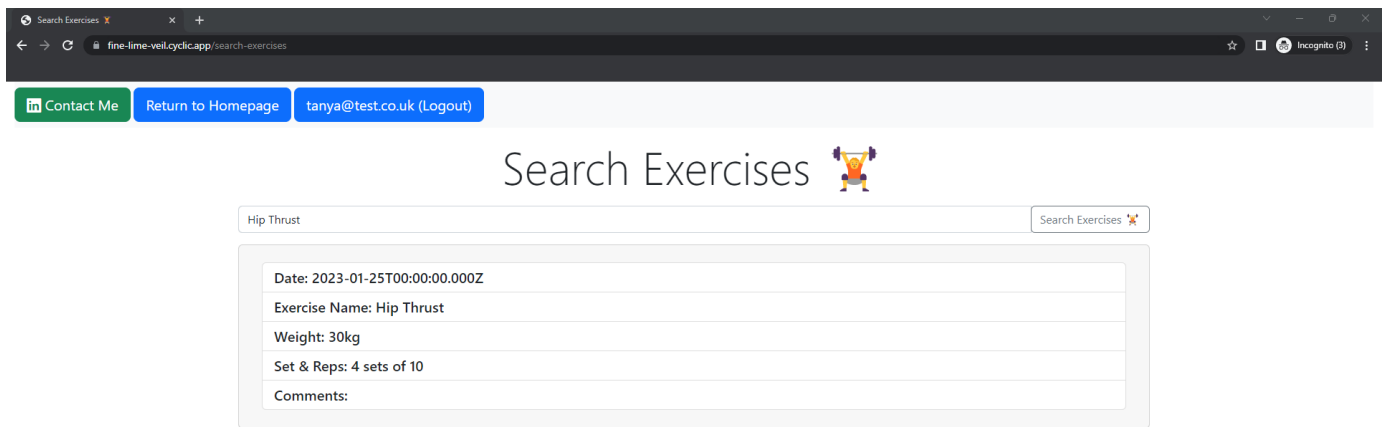 Search Exercises 🏋
fine-lime-veil.cyclic.app/search-exercises
Incognito (3)
in Contact Me
Return to Homepage
tanya@test.co.uk (Logout)
Search Exercises 🏋
Hip Thrust
Search Exercises 🏋
Date: 2023-01-25T00:00:00.000Z
Exercise Name: Hip Thrust
Weight: 30kg
Set & Reps: 4 sets of 10
Comments: